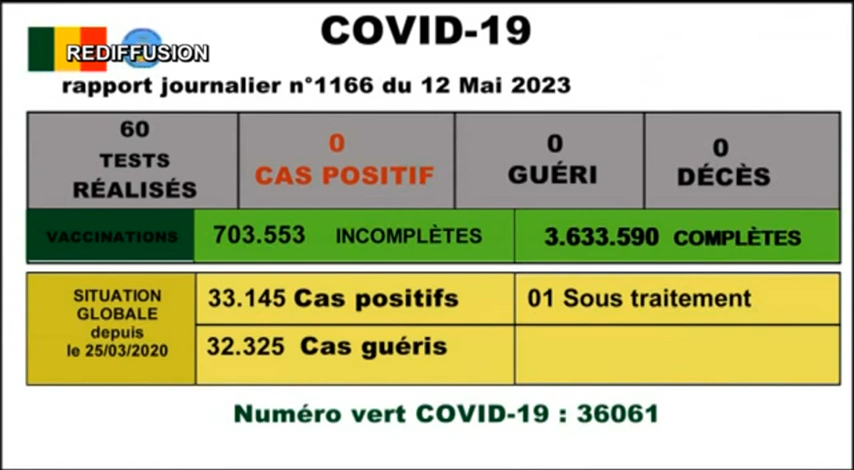 COVID-19
REDIFFUSION
rapport journalier n°1166 du 12 Mai 2023
60
TESTS
RÉALISÉS
0
CAS POSITIF
0
GUÉRI
0
DÉCÈS
VACCINATIONS
703.553 INCOMPLÈTES
3.633.590 COMPLÈTES
SITUATION
GLOBALE
depuis
le 25/03/2020
33.145 Cas positifs
01 Sous traitement
32.325 Cas guéris
Numéro vert COVID-19 : 36061